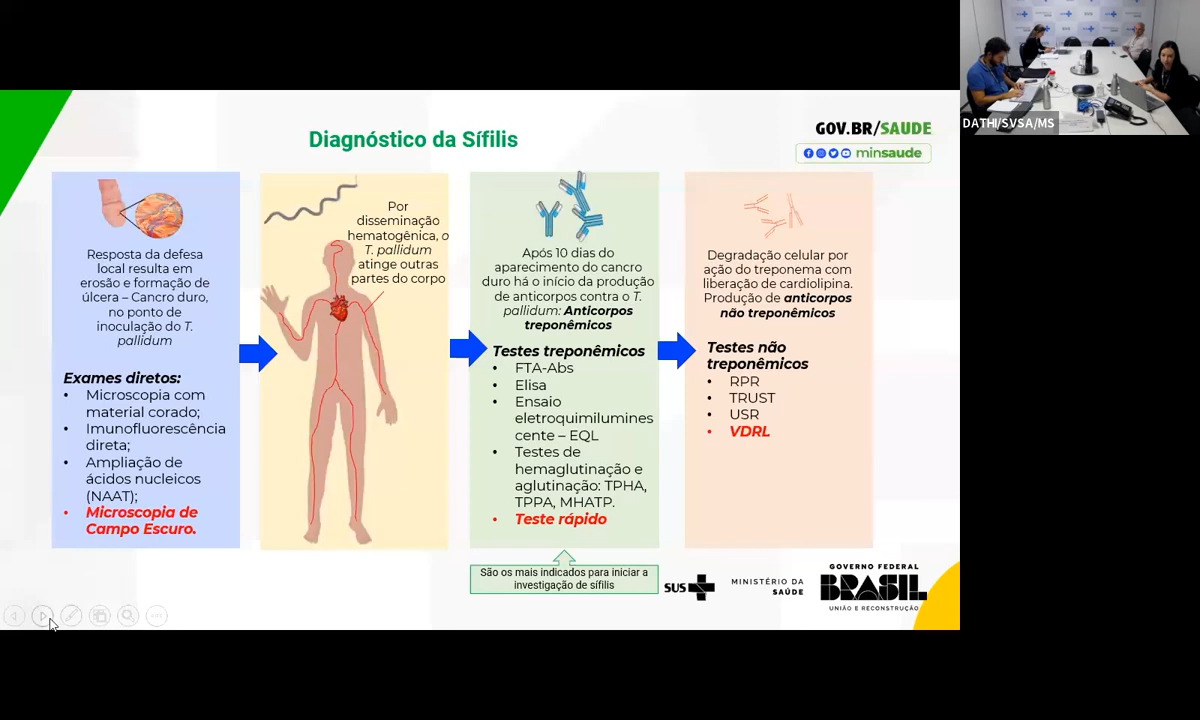 Diagnóstico da Sífilis
GOV.BR/SAUDE
minsaude
DATHI/SVSA/MS
Resposta da defesa
local resulta em
erosão e formação de
úlcera – Cancro duro,
no ponto de
inoculação do T.
pallidum
Exames diretos:
• Microscopia com
material corado;
• Imunofluorescência
direta;
• Ampliação de
ácidos nucleicos
(NAAT);
• Microscopia de
Campo Escuro.
Por
disseminação
hematogênica, o
T. pallidum
atinge outras
partes do corpo
Após 10 dias do
aparecimento do cancro
duro há o início da produção
de anticorpos contra o T.
pallidum: Anticorpos
treponêmicos
Testes treponêmicos
• FTA-Abs
• Elisa
• Ensaio
eletroquimilumines
cente – EQL
• Testes de
hemaglutinação e
aglutinação: TPHA,
TPPA, MHATP.
• Teste rápido
São os mais indicados para iniciar a
investigação de sífilis
Degradação celular por
ação do treponema com
liberação de cardiolipina.
Produção de anticorpos
não treponêmicos
Testes não
treponêmicos
• RPR
• TRUST
• USR
• VDRL
SUS
MINISTÉRIO DA
SAÚDE
GOVERNO FEDERAL
BRASIL
UNIÃO E RECONSTRUÇÃO